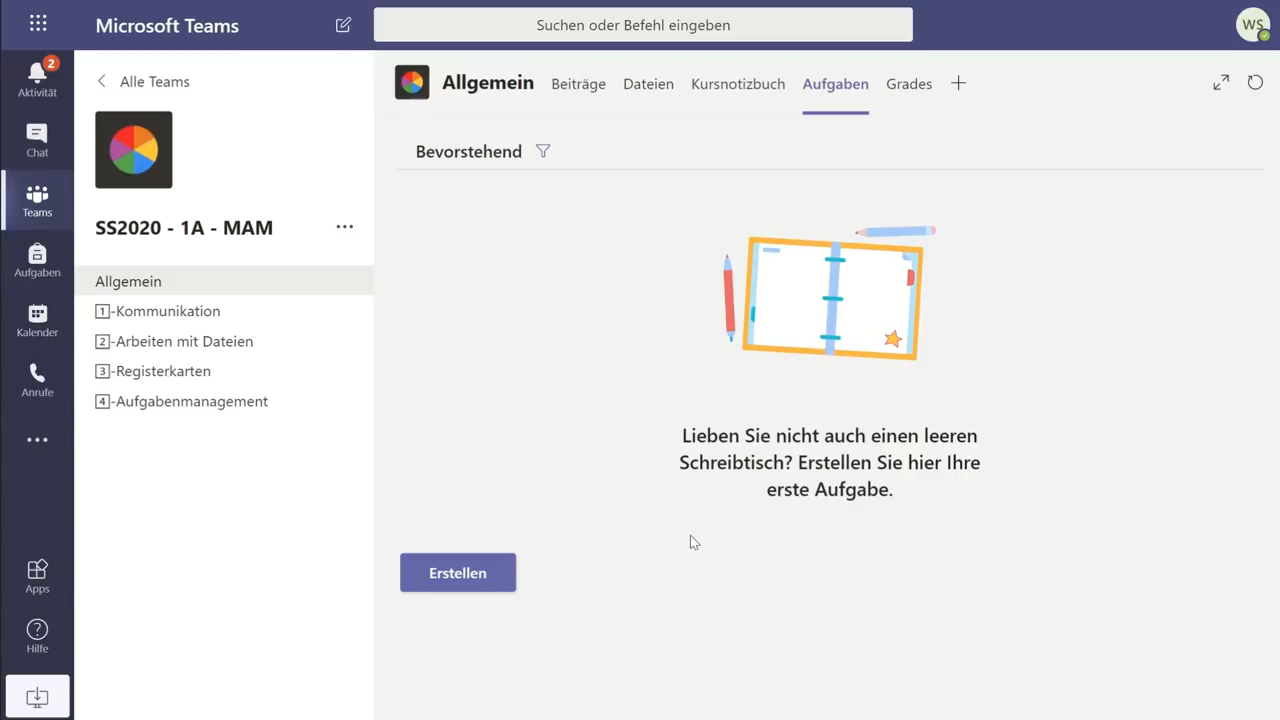 Microsoft Teams
Suchen oder Befehl eingeben
WS
2
Aktivität
Chat
Teams
Aufgaben
Kalender
Anrufe
Apps
Hilfe
Alle Teams
SS2020 - 1A - MAM
Allgemein
1-Kommunikation
2-Arbeiten mit Dateien
3-Registerkarten
4-Aufgabenmanagement
Allgemein Beiträge Dateien Kursnotizbuch Aufgaben Grades
Bevorstehend
Lieben Sie nicht auch einen leeren
Schreibtisch? Erstellen Sie hier Ihre
erste Aufgabe.
Erstellen